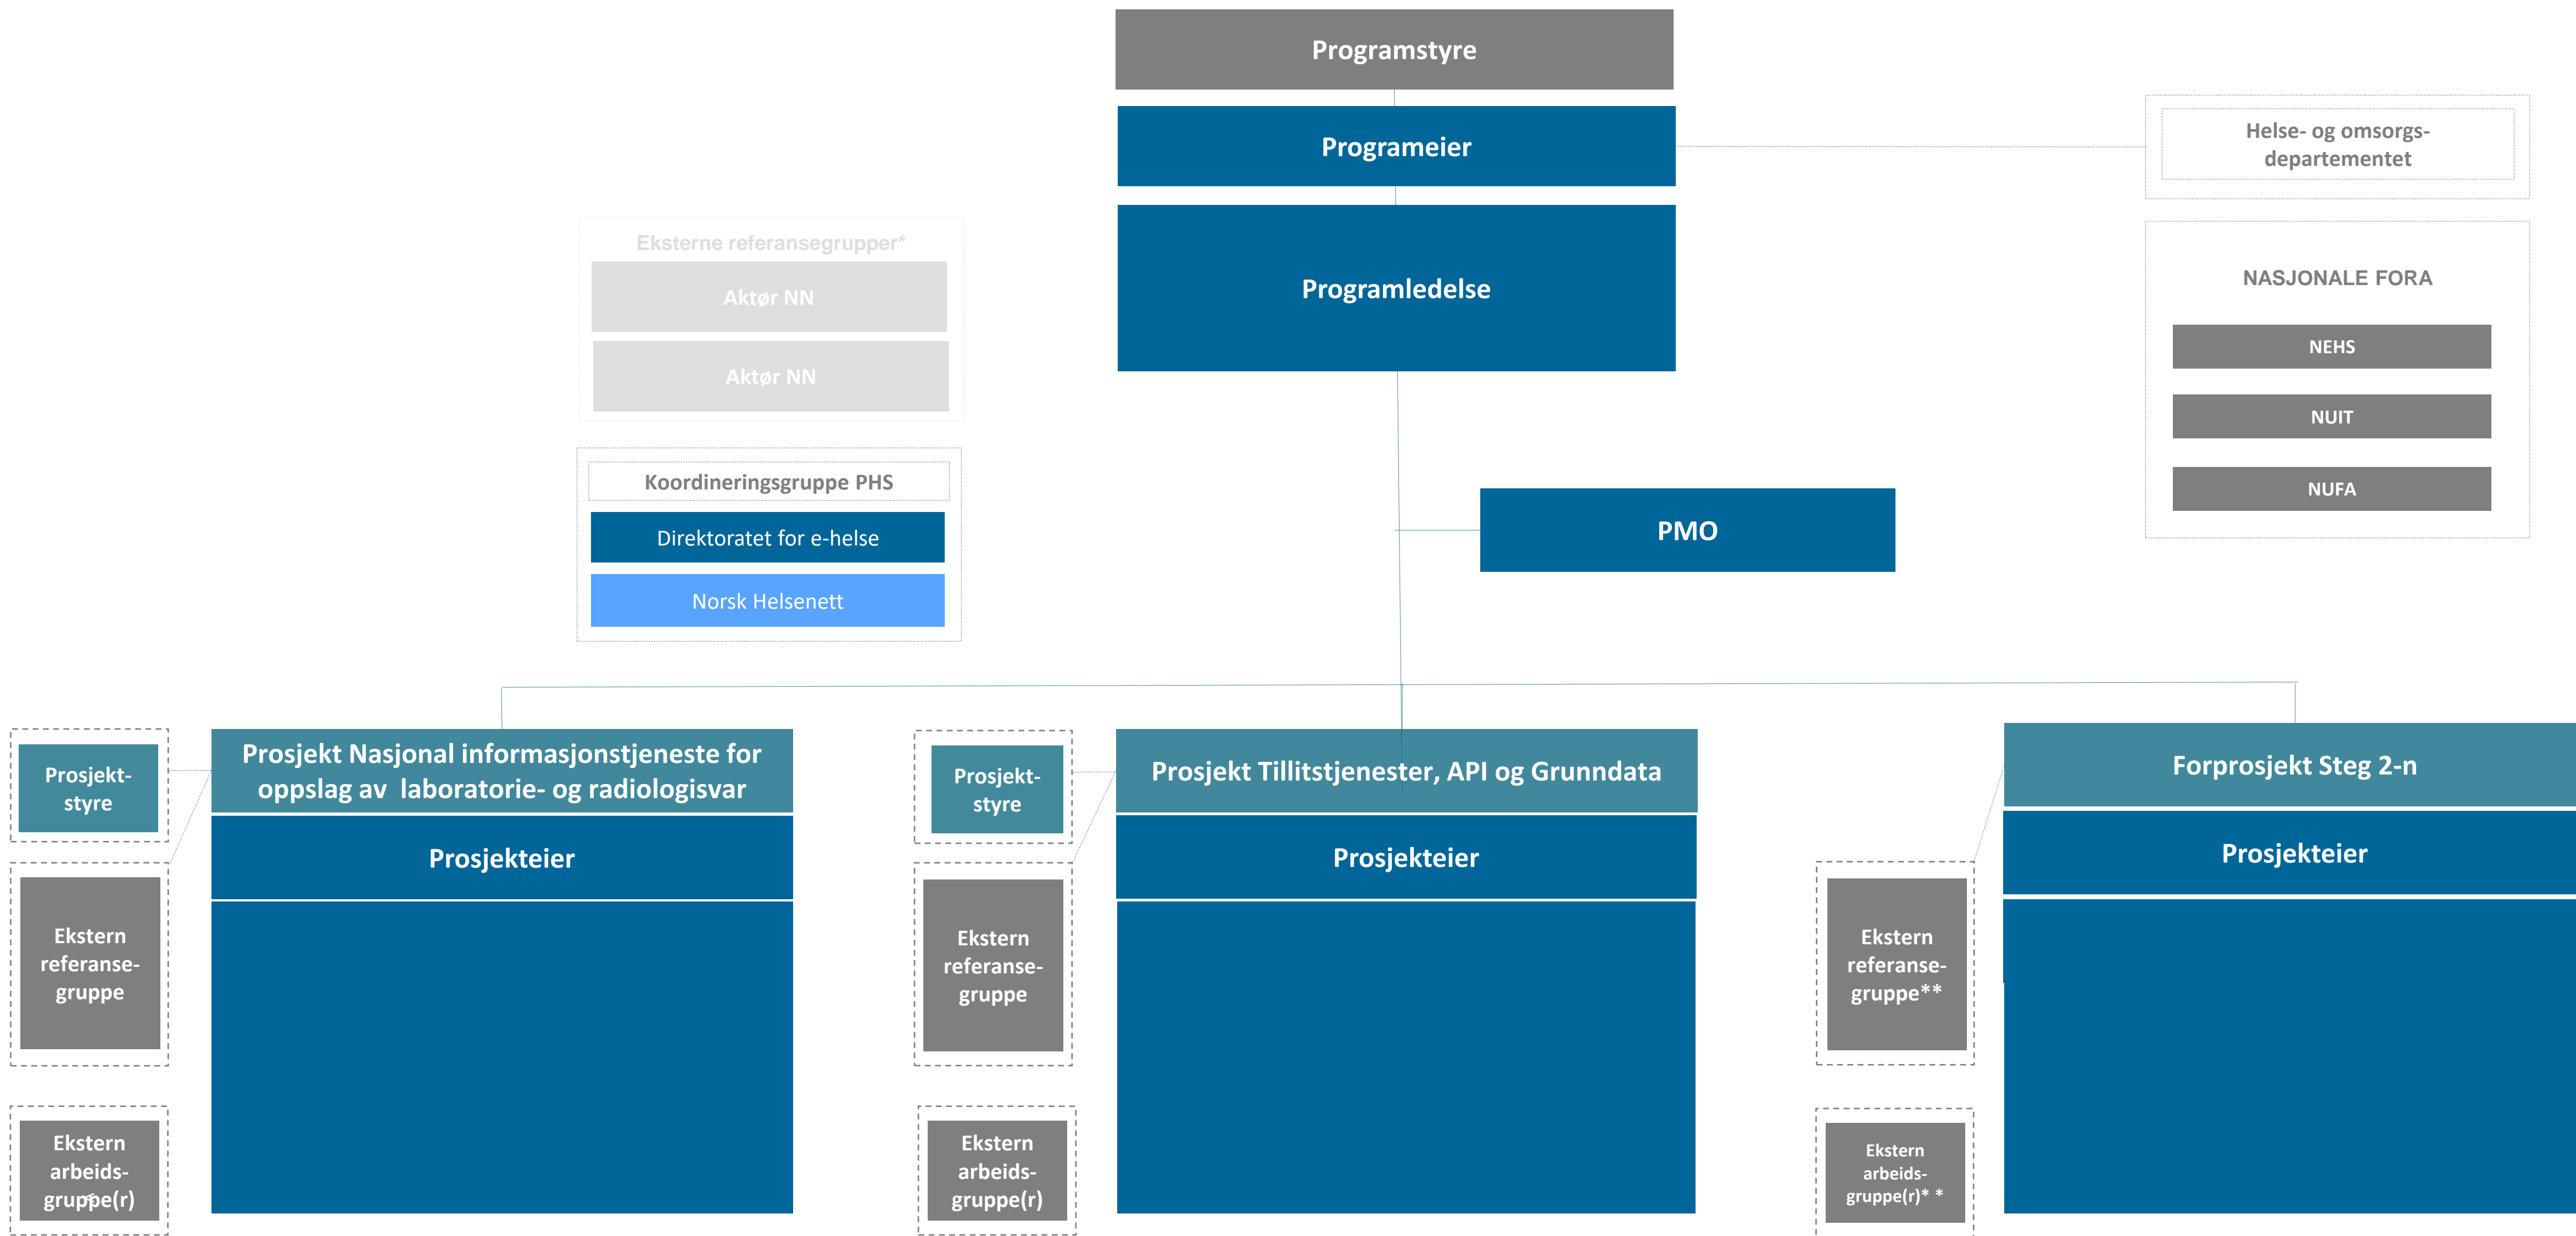 Programstyre
Programeier
Helse- og omsorgs-
departementet
Programledelse
Eksterne referansegrupper*
Aktør NN
Aktør NN
NASJONALE FORA
NEHS
NUIT
NUFA
Koordineringsgruppe PHS
Direktoratet for e-helse
Norsk Helsenett
PMO
Prosjekt-
styre
Prosjekt Nasjonal informasjonstjeneste for
oppslag av laboratorie- og radiologisvar
Prosjekteier
Ekstern
referanse-
gruppe
Ekstern
arbeids-
gruppe(r)
Prosjekt-
styre
Prosjekt Tillitstjenester, API og Grunndata
Prosjekteier
Ekstern
referanse-
gruppe
Ekstern
arbeids-
gruppe(r)
Forprosjekt Steg 2-n
Prosjekteier
Ekstern
referanse-
gruppe**
Ekstern
arbeids-
gruppe(r)* *